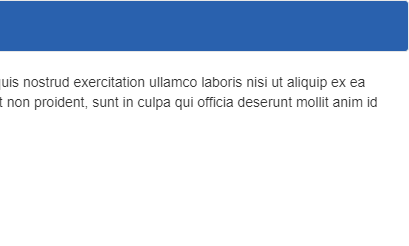 quis nostrud exercitation ullamco laboris nisi ut aliquip ex ea
non proident, sunt in culpa qui officia deserunt mollit anim id